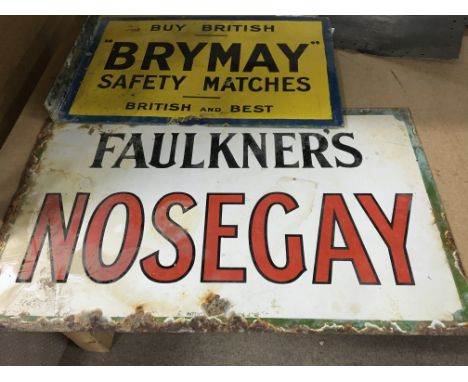 BUY BRITISH
"BRYMAY"
SAFETY MATCHES
BRITISH AND BEST
FAULKNER'S
NOSEGAY